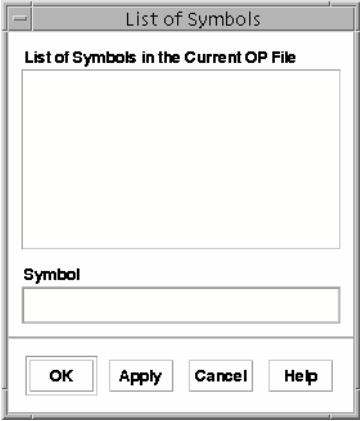 List of Symbols
List of Symbols in the Current OP File
Symbol
OK Apply Cancel Help